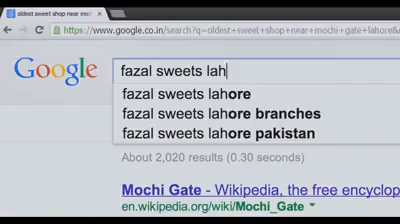 oldest sweet shop near moc
https://www.google.co.in/search?q=oldest+sweet+shop+near+mochi+gate+lahore&
Google
fazal sweets lah
fazal sweets lahore
fazal sweets lahore branches
fazal sweets lahore pakistan
About 2,020 results (0.30 seconds)
Mochi Gate - Wikipedia, the free encyclop
en.wikipedia.org/wiki/Mochi_Gate